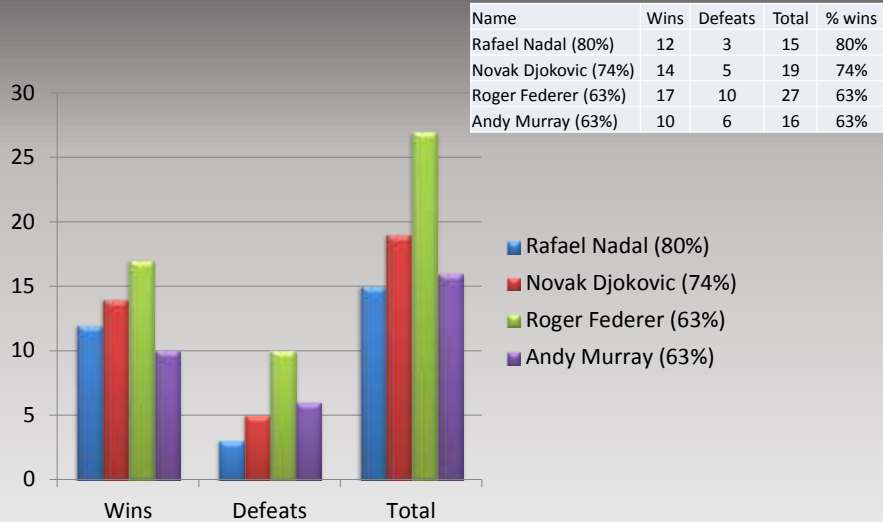 Name Wins Defeats Total % wins
Rafael Nadal (80%) 12 3 15 80%
Novak Djokovic (74%) 14 5 19 74%
Roger Federer (63%) 17 10 27 63%
Andy Murray (63%) 10 6 16 63%
30
25
20
15
10
5
0
Wins Defeats Total
Rafael Nadal (80%)
Novak Djokovic (74%)
Roger Federer (63%)
Andy Murray (63%)